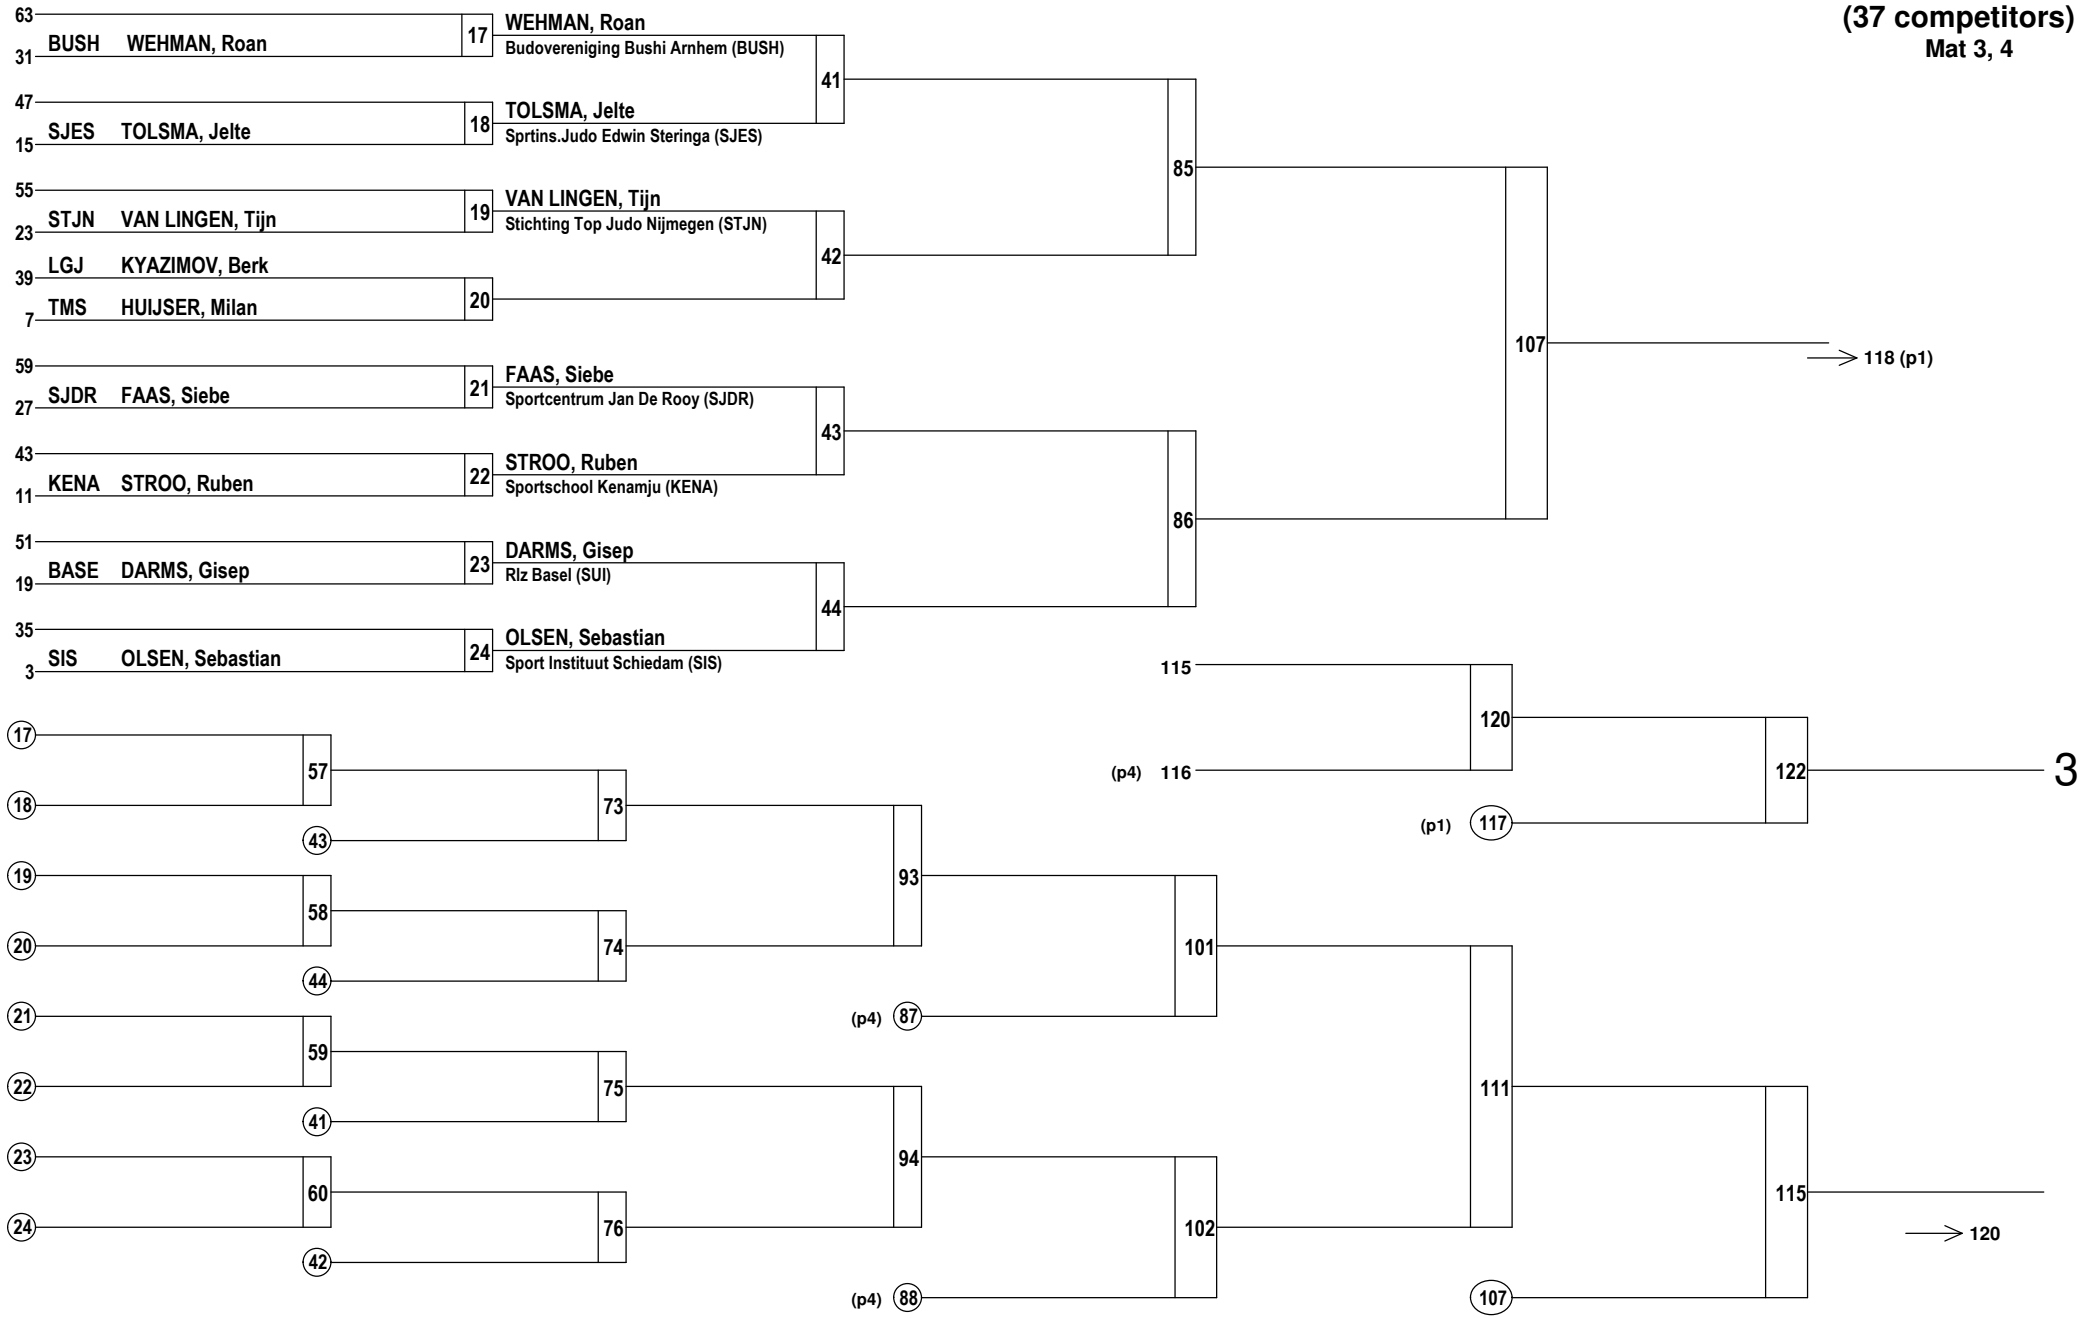 (37 competitors)
Mat 3, 4
63
BUSH WEHMAN, Roan
31
17
WEHMAN, Roan
Budovereniging Bushi Arnhem (BUSH)
41
47
SJES TOLSMA, Jelte
15
18
TOLSMA, Jelte
Sprtins.Judo Edwin Steringa (SJES)
85
55
STJN VAN LINGEN, Tijn
23
19
VAN LINGEN, Tijn
Stichting Top Judo Nijmegen (STJN)
42
LGJ KYAZIMOV, Berk
39
TMS HUIJSER, Milan
7
20
107
118 (p1)
59
SJDR FAAS, Siebe
27
21
FAAS, Siebe
Sportcentrum Jan De Rooy (SJDR)
43
43
KENA STROO, Ruben
11
22
STROO, Ruben
Sportschool Kenamju (KENA)
86
51
BASE DARMS, Gisep
19
23
DARMS, Gisep
Rlz Basel (SUI)
44
35
SIS OLSEN, Sebastian
3
24
OLSEN, Sebastian
Sport Instituut Schiedam (SIS)
115
120
(p4) 116
122
3
(p1) 117
17
57
18
73
43
19
93
58
20
74
101
44
21
(p4) 87
59
22
75
111
41
23
94
60
115
24
76
102
120
42
(p4) 88
107